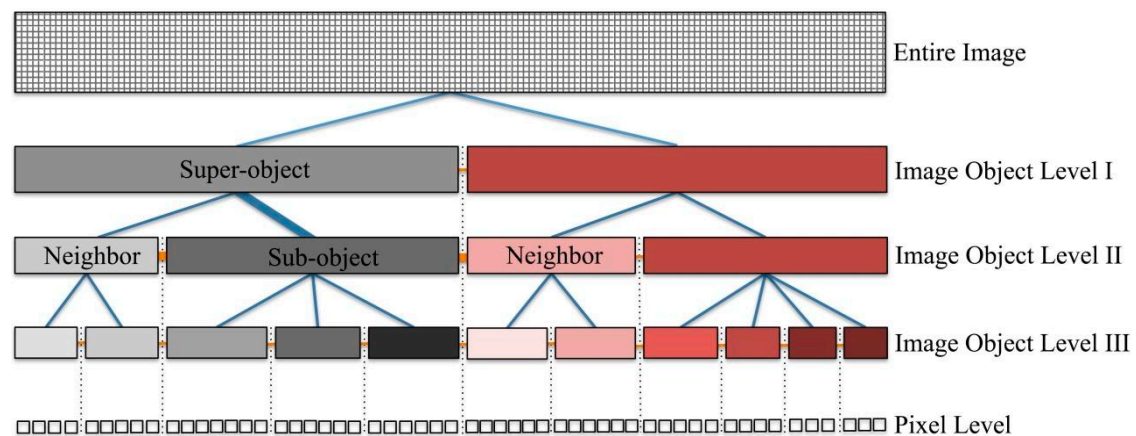 Entire Image
Super-object
Image Object Level I
Neighbor
Sub-object
Neighbor
Image Object Level II
Image Object Level III
Pixel Level